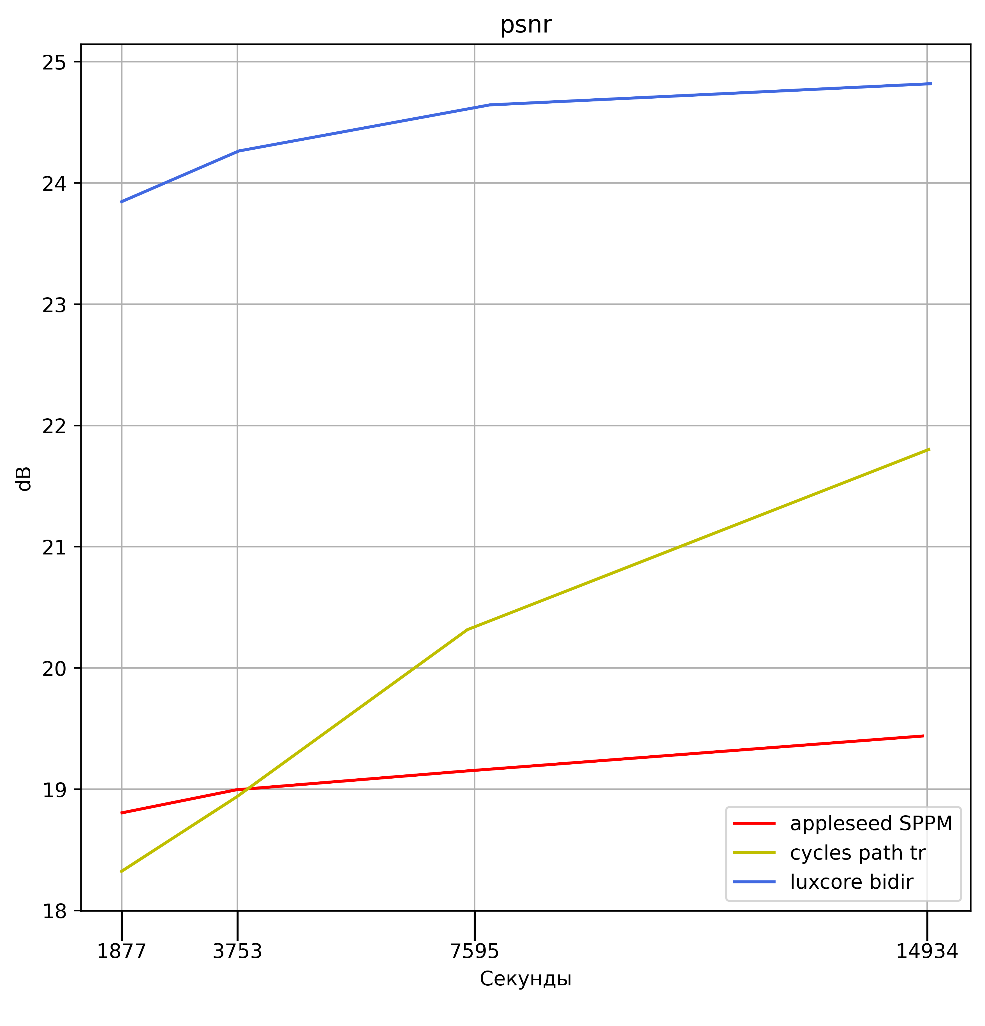 psnr
25
24
23
22
21
20
19
18
dB
appleseed SPPM
cycles path tr
luxcore bidir
1877 3753 7595 14934
Секунды